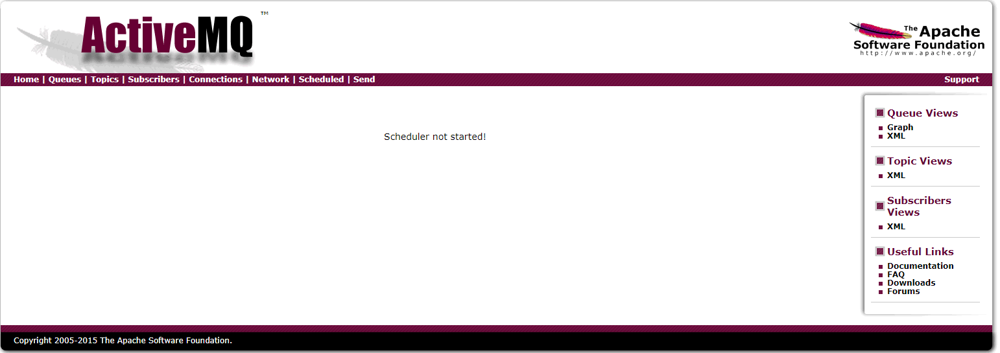 ActiveMQ ™
The Apache
Software Foundation
http://www.apache.org/
Home | Queues | Topics | Subscribers | Connections | Network | Scheduled | Send
Support
Scheduler not started!
Queue Views
Graph
XML
Topic Views
XML
Subscribers
Views
XML
Useful Links
Documentation
FAQ
Downloads
Forums
Copyright 2005-2015 The Apache Software Foundation.